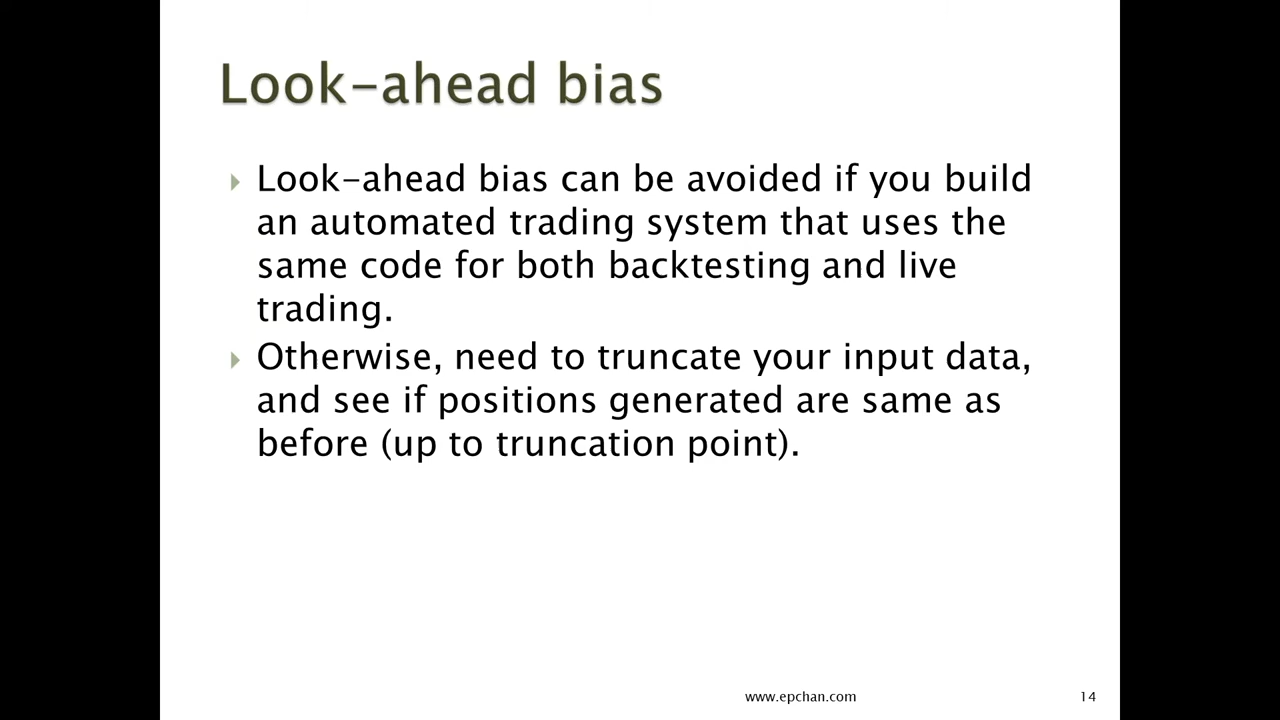 Look-ahead bias
Look-ahead bias can be avoided if you build
an automated trading system that uses the
same code for both backtesting and live
trading.
Otherwise, need to truncate your input data,
and see if positions generated are same as
before (up to truncation point).
www.epchan.com
14